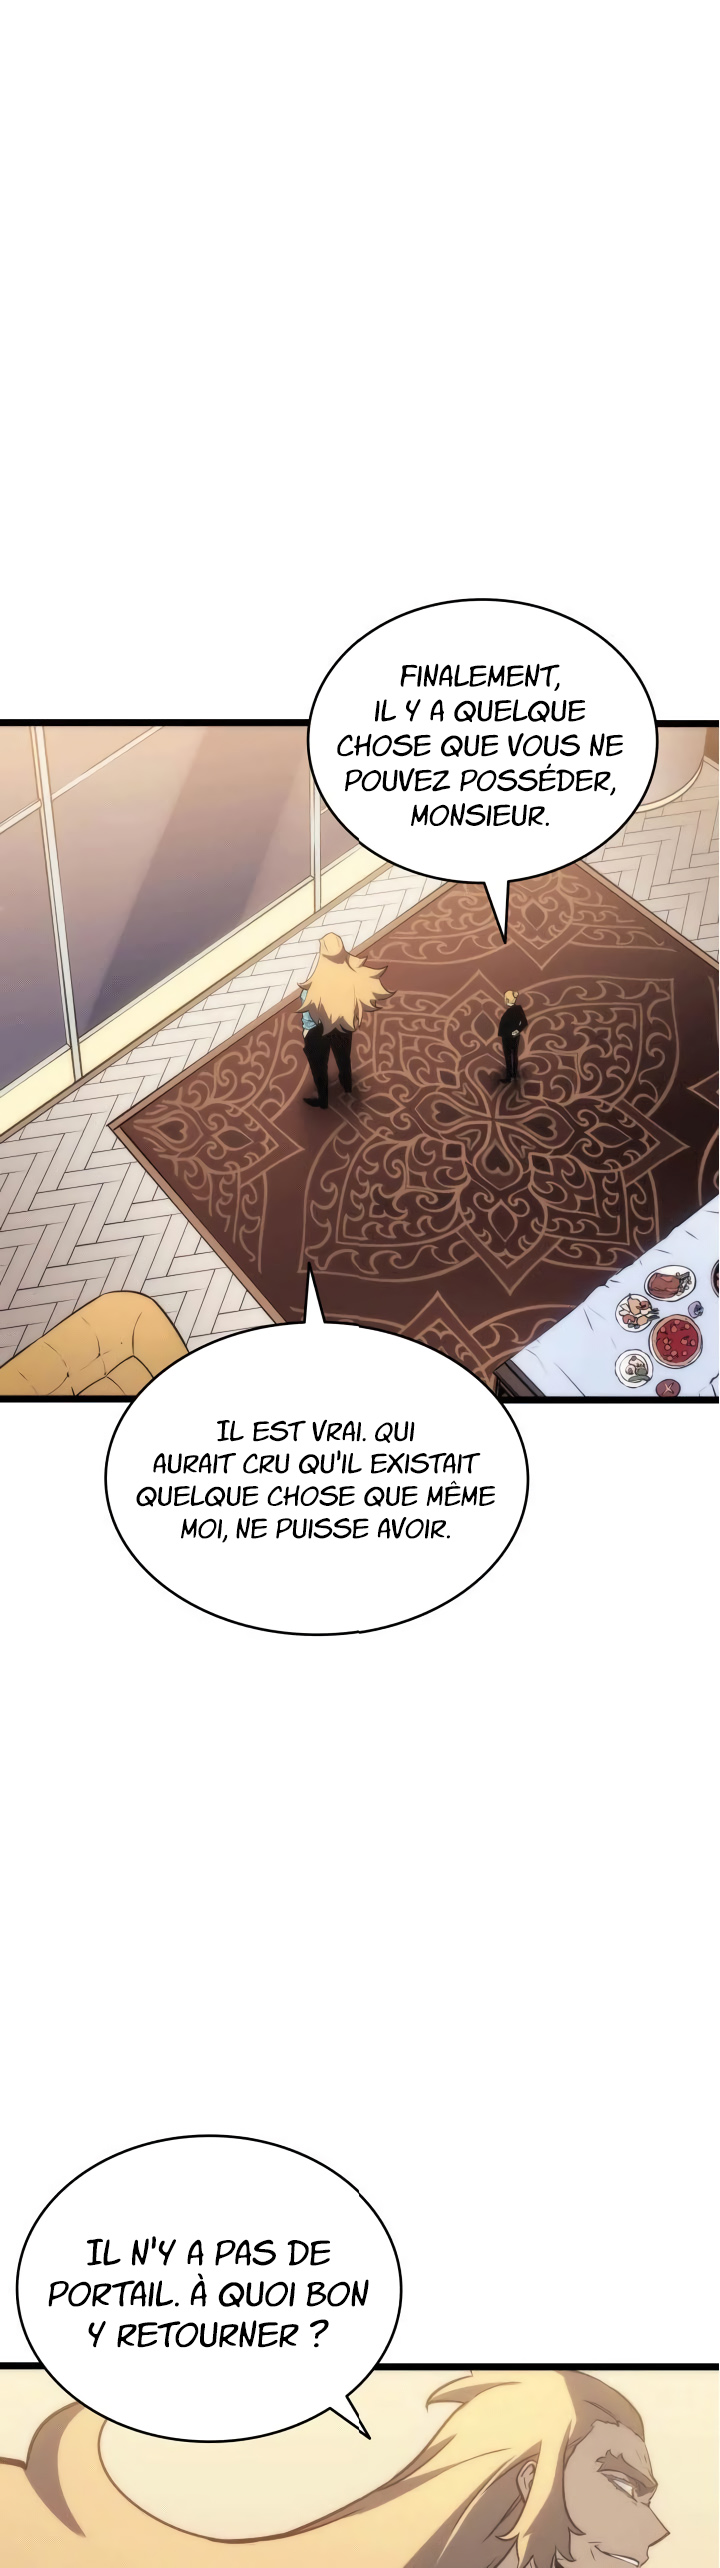 FINALEMENT,
IL Y A QUELQUE
CHOSE QUE VOUS NE
POUVEZ POSSÉDER,
MONSIEUR.
IL EST VRAI. QUI
AURAIT CRU QU'IL EXISTAIT
QUELQUE CHOSE QUE MÊME
MOI, NE PUISSE AVOIR.
IL N'Y A PAS DE
PORTAIL. À QUOI BON
Y RETOURNER ?